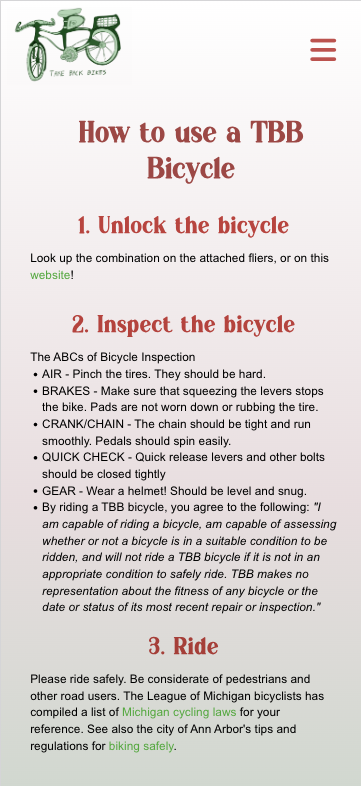 TBB
TAKE BACK BIKES
How to use a TBB
Bicycle
1. Unlock the bicycle
Look up the combination on the attached fliers, or on this
website!
2. Inspect the bicycle
The ABCs of Bicycle Inspection
• AIR - Pinch the tires. They should be hard.
• BRAKES - Make sure that squeezing the levers stops
the bike. Pads are not worn down or rubbing the tire.
• CRANK/CHAIN - The chain should be tight and run
smoothly. Pedals should spin easily.
• QUICK CHECK - Quick release levers and other bolts
should be closed tightly
• GEAR - Wear a helmet! Should be level and snug.
• By riding a TBB bicycle, you agree to the following: "I
am capable of riding a bicycle, am capable of assessing
whether or not a bicycle is in a suitable condition to be
ridden, and will not ride a TBB bicycle if it is not in an
appropriate condition to safely ride. TBB makes no
representation about the fitness of any bicycle or the
date or status of its most recent repair or inspection."
3. Ride
Please ride safely. Be considerate of pedestrians and
other road users. The League of Michigan bicyclists has
compiled a list of Michigan cycling laws for your
reference. See also the city of Ann Arbor's tips and
regulations for biking safely.